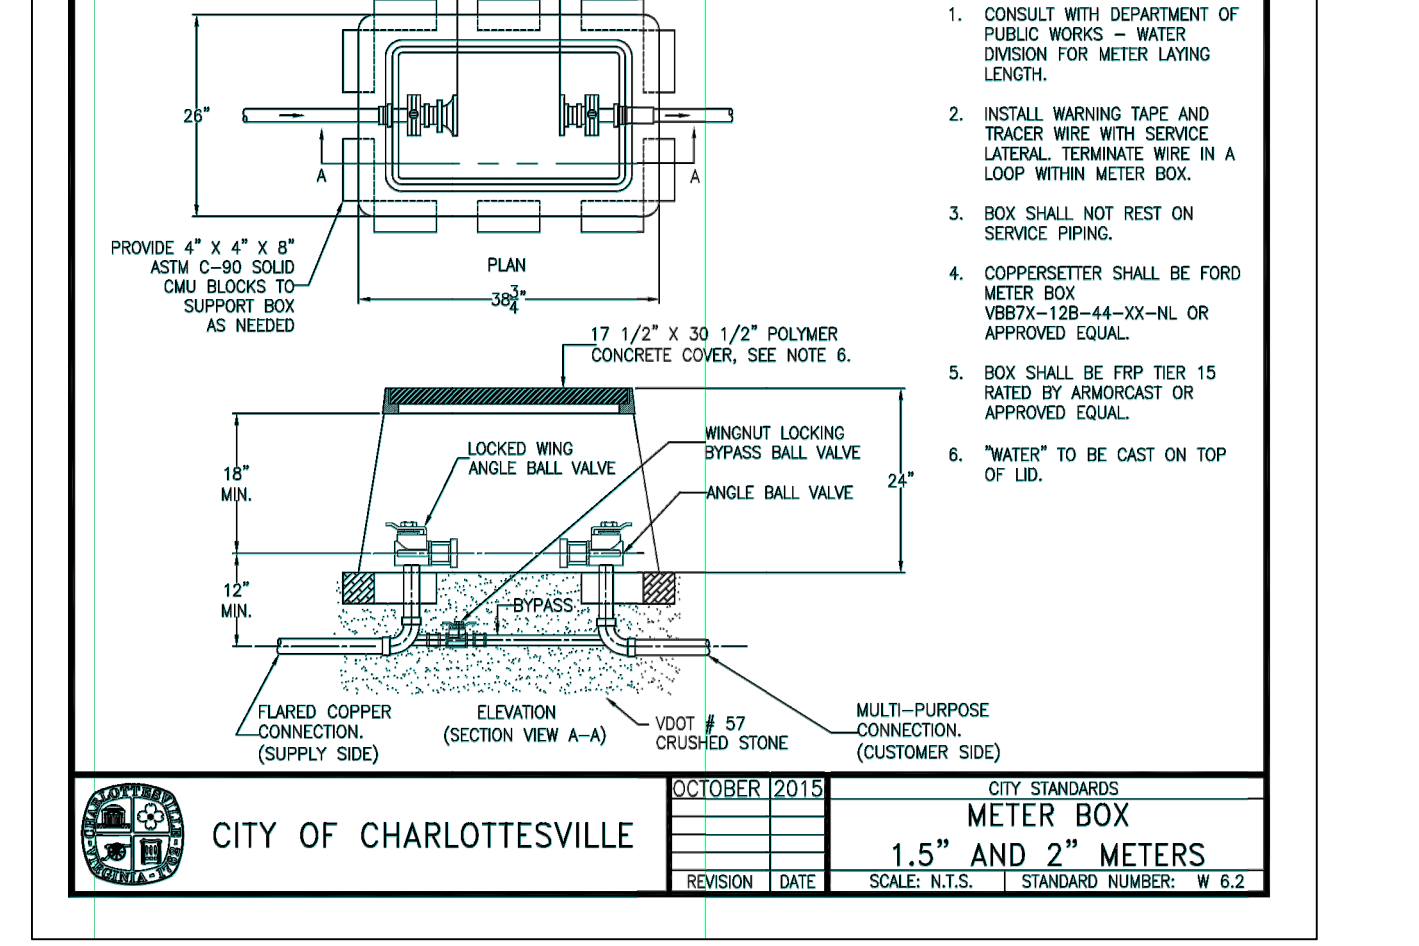 1. CONSULT WITH DEPARTMENT OF
PUBLIC WORKS – WATER
DIVISION FOR METER LAYING
LENGTH.
2. INSTALL WARNING TAPE AND
TRACER WIRE WITH SERVICE
LATERAL. TERMINATE WIRE IN A
LOOP WITHIN METER BOX.
3. BOX SHALL NOT REST ON
SERVICE PIPING.
4. COPPERSETTER SHALL BE FORD
METER BOX
VBB7X–12B–44–XX–NL OR
APPROVED EQUAL.
5. BOX SHALL BE FRP TIER 15
RATED BY ARMORCAST OR
APPROVED EQUAL.
6. "WATER" TO BE CAST ON TOP
OF LID.
26"
A
A
PROVIDE 4" X 4" X 8"
ASTM C–90 SOLID
CMU BLOCKS TO
SUPPORT BOX
AS NEEDED
PLAN
38 3/4"
17 1/2" X 30 1/2" POLYMER
CONCRETE COVER, SEE NOTE 6.
LOCKED WING
ANGLE BALL VALVE
WINGNUT LOCKING
BYPASS BALL VALVE
ANGLE BALL VALVE
18"
MIN.
24"
12"
MIN.
BYPASS
FLARED COPPER
CONNECTION.
(SUPPLY SIDE)
ELEVATION
(SECTION VIEW A–A)
VDOT # 57
CRUSHED STONE
MULTI–PURPOSE
CONNECTION.
(CUSTOMER SIDE)
CHARLOTTESVILLE
VIRGINIA 1762
CITY OF CHARLOTTESVILLE
OCTOBER 2015
REVISION DATE
CITY STANDARDS
METER BOX
1.5" AND 2" METERS
SCALE: N.T.S. STANDARD NUMBER: W 6.2